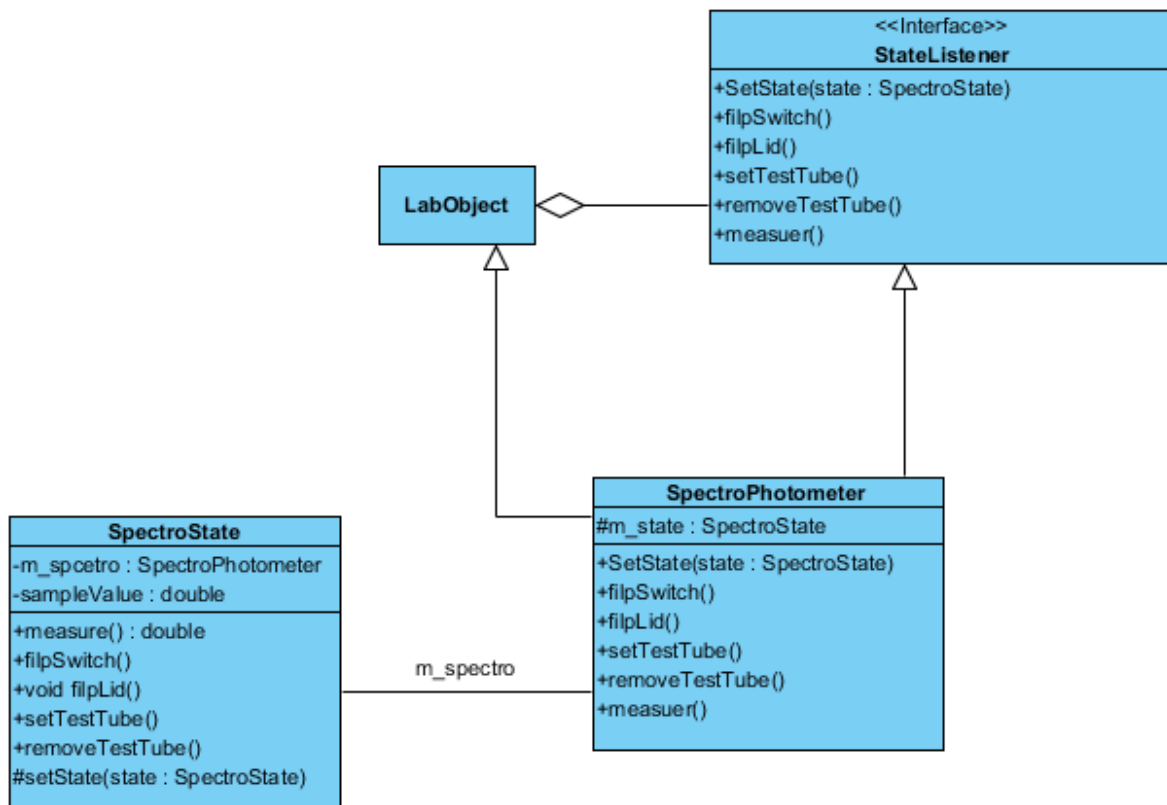 <<Interface>>
StateListener
+SetState(state : SpectroState)
+filpSwitch()
+filpLid()
+setTestTube()
+removeTestTube()
+measuer()
LabObject
SpectroPhotometer
#m_state : SpectroState
+SetState(state : SpectroState)
+filpSwitch()
+filpLid()
+setTestTube()
+removeTestTube()
+measuer()
SpectroState
-m_spcetro : SpectroPhotometer
-sampleValue : double
+measure() : double
+filpSwitch()
+void filpLid()
+setTestTube()
+removeTestTube()
#setState(state : SpectroState)
m_spectro